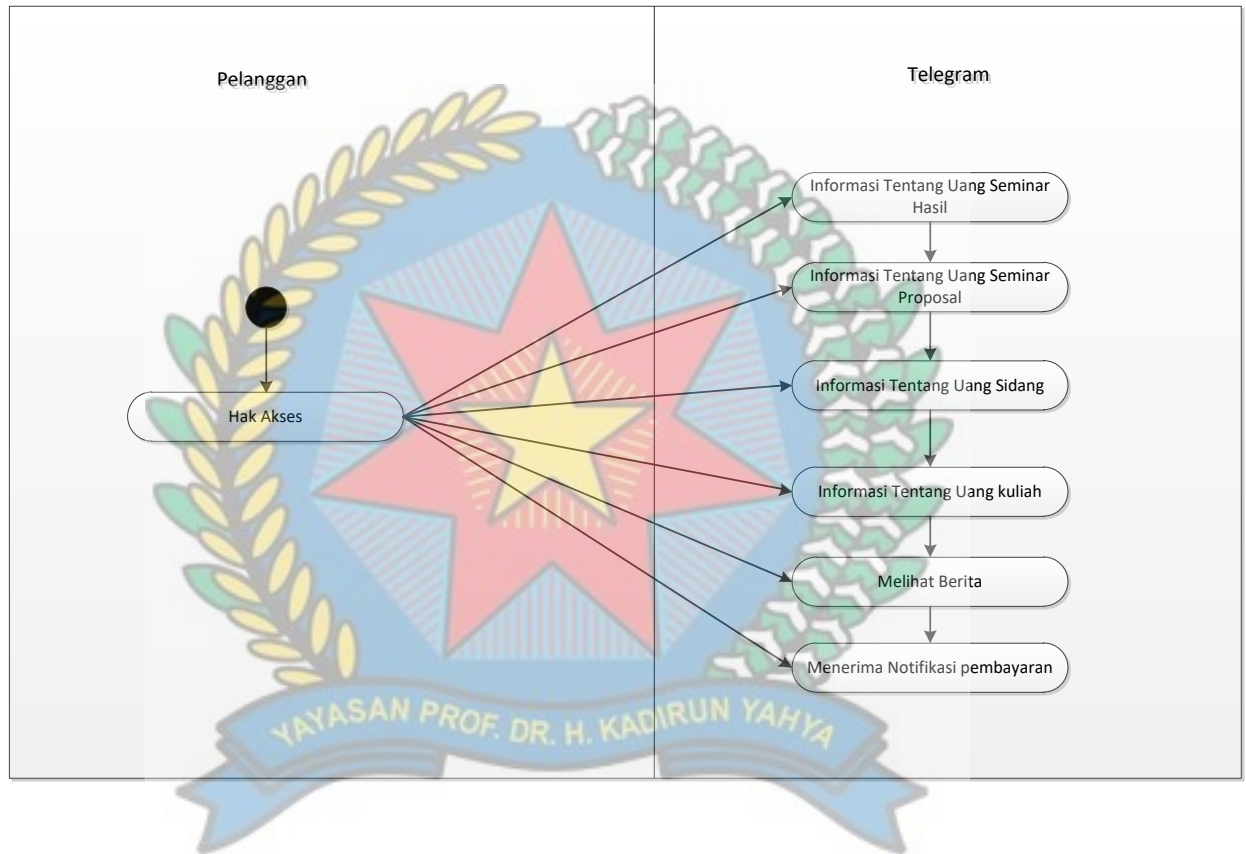 Pelanggan
Telegram
Informasi Tentang Uang Seminar
Hasil
Informasi Tentang Uang Seminar
Proposal
Informasi Tentang Uang Sidang
Hak Akses
Informasi Tentang Uang kuliah
Melihat Berita
Menerima Notifikasi pembayaran
YAYASAN PROF. DR. H. KADIRUN YAHYA